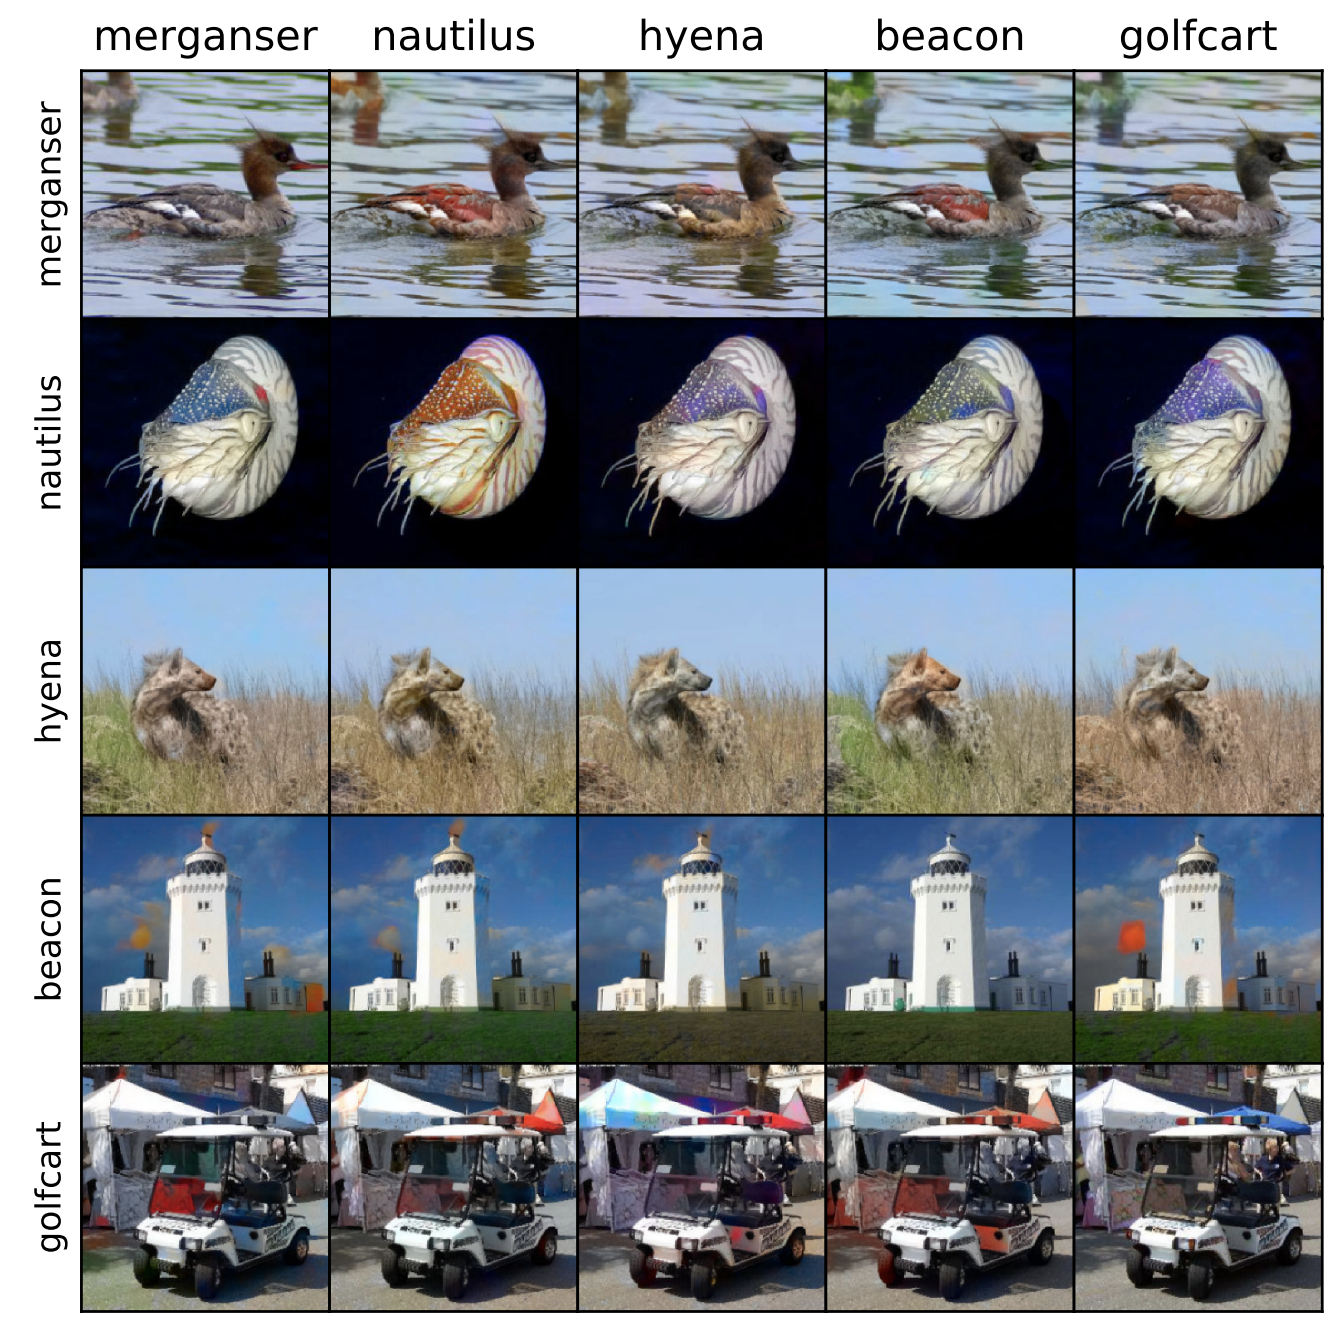 merganser nautilus hyena beacon golfcart
merganser
nautilus
hyena
beacon
golfcart